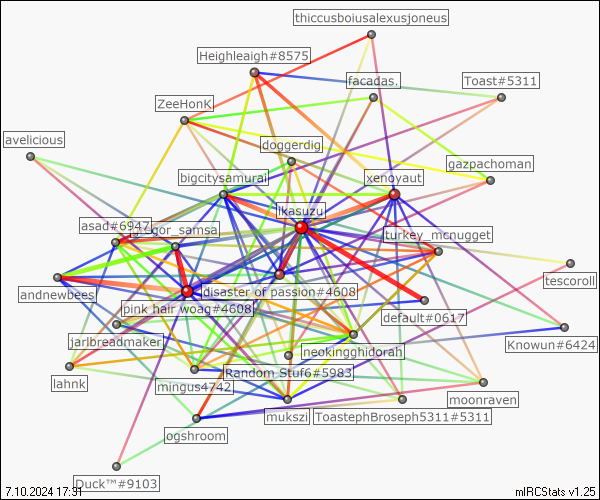 thiccusboiusalexusjoneus
Heighleaigh#8575
facadas.
Toast#5311
ZeeHonK
avelicious
doggerdig
gazpachoman
bigcitysamurai
xenoyaut
lkasuzu
asad#6947
gregor_samsa
turkey_mcnugget
tescoroll
andnewbees
disaster of passion#4608
pink hair woag#4608
default#0617
jarlbreadmaker
neokingghidorah
Knowun#6424
lahnk
Random Stuf6#5983
mingus4742
moonraven
mukszi
ToastephBroseph5311#5311
ogshroom
Duck™#9103
7.10.2024 17:31
mIRCStats v1.25